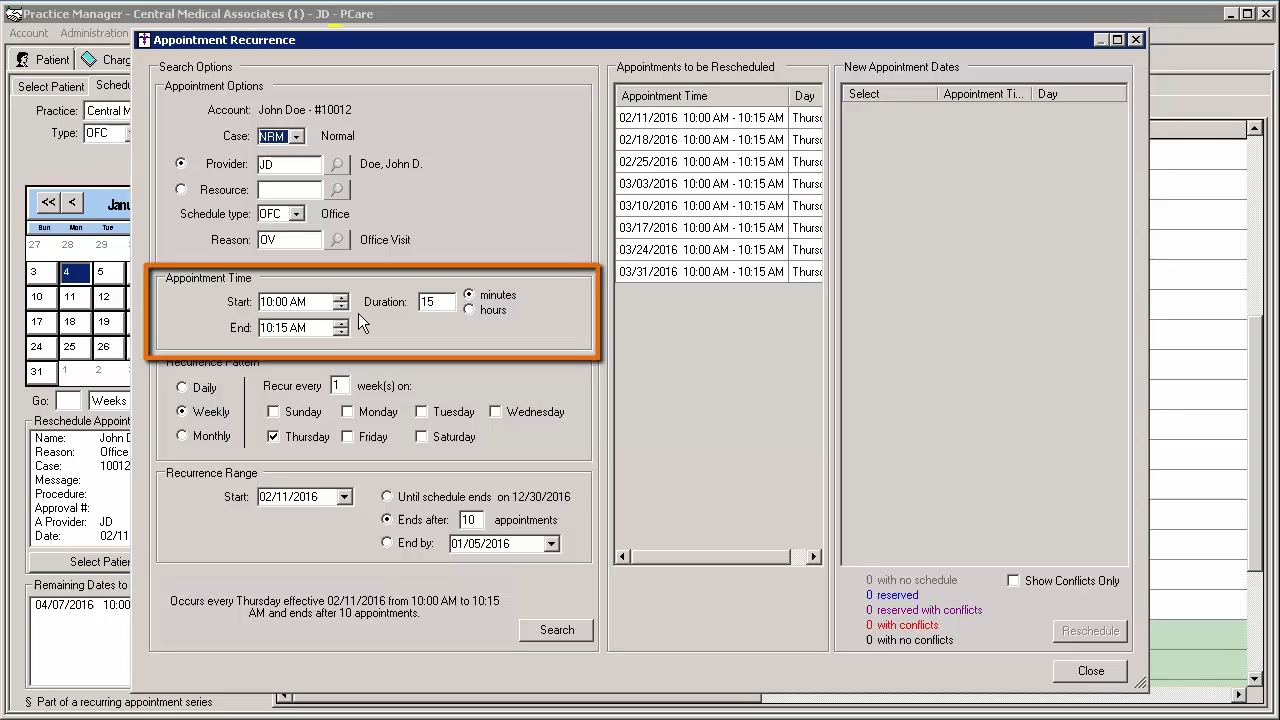 Practice Manager - Central Medical Associates (1) - JD - PCare
Account Administration
Patient Charg
Select Patient Schedu
Practice: Central M
Type: OFC
<< < Janu
Sun Mon Tue
27 28 29
3 4 5
10 11 12
17 18 19
24 25 26
31 1 2
Go: Weeks
Reschedule Appoint
Name: John D
Reason: Office
Case: 10012
Message:
Procedure:
Approval #:
A Provider: JD
Date: 02/11
Select Patien
Remaining Dates to
04/07/2016 10:00
§ Part of a recurring appointment series
Appointment Recurrence
Search Options
Appointment Options
Account: John Doe - #10012
Case: NRM Normal
Provider: JD Doe, John D.
Resource:
Schedule type: OFC Office
Reason: OV Office Visit
Appointment Time
Start: 10:00 AM Duration: 15 minutes
hours
End: 10:15 AM
Recurrence Pattern
Daily Recur every 1 week(s) on:
Weekly Sunday Monday Tuesday Wednesday
Monthly Thursday Friday Saturday
Recurrence Range
Start: 02/11/2016 Until schedule ends on 12/30/2016
Ends after: 10 appointments
End by: 01/05/2016
Occurs every Thursday effective 02/11/2016 from 10:00 AM to 10:15
AM and ends after 10 appointments.
Search
Appointments to be Rescheduled
Appointment Time Day
02/11/2016 10:00 AM - 10:15 AM Thursd
02/18/2016 10:00 AM - 10:15 AM Thursd
02/25/2016 10:00 AM - 10:15 AM Thursd
03/03/2016 10:00 AM - 10:15 AM Thursd
03/10/2016 10:00 AM - 10:15 AM Thursd
03/17/2016 10:00 AM - 10:15 AM Thursd
03/24/2016 10:00 AM - 10:15 AM Thursd
03/31/2016 10:00 AM - 10:15 AM Thursd
New Appointment Dates
Select Appointment Ti... Day
0 with no schedule Show Conflicts Only
0 reserved
0 reserved with conflicts
0 with conflicts
0 with no conflicts
Reschedule
Close